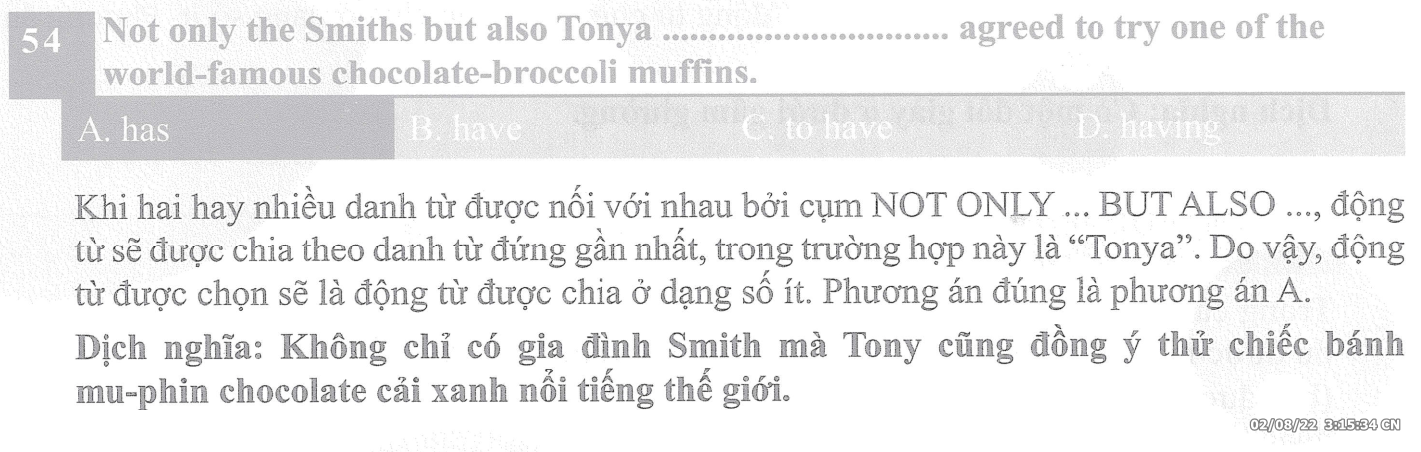 54
Not only the Smiths but also Tonya ................................ agreed to try one of the
world-famous chocolate-broccoli muffins.
A. has B. have C. to have D. having
Khi hai hay nhiều danh từ được nối với nhau bởi cụm NOT ONLY ... BUT ALSO ..., động
từ sẽ được chia theo danh từ đứng gần nhất, trong trường hợp này là “Tonya”. Do vậy, động
từ được chọn sẽ là động từ được chia ở dạng số ít. Phương án đúng là phương án A.
Dịch nghĩa: Không chỉ có gia đình Smith mà Tony cũng đồng ý thử chiếc bánh
mu-phin chocolate cải xanh nổi tiếng thế giới.
02/08/22 3:15:34 CN